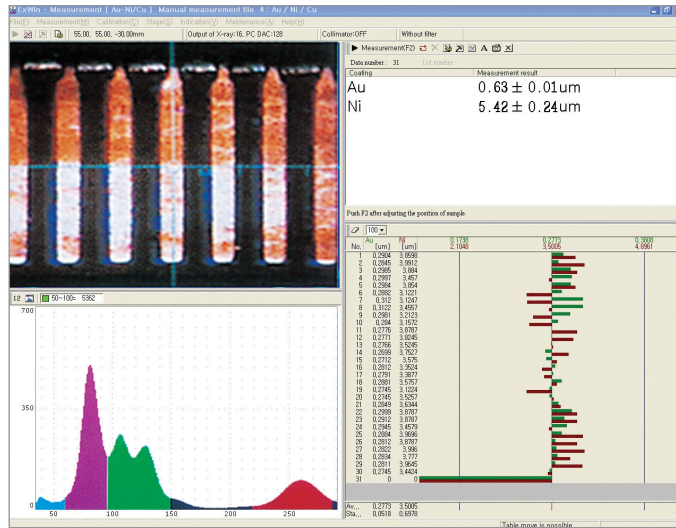 ExWin - Measurement [ Au-Ni/Cu ] Manual measurement file 4 : Au / Ni / Cu
File(F) Measurement(M) Calibration(C) Stage(S) Indication(V) Maintenance(A) Help(H)
55.00, 55.00, -30.00mm Output of X-ray:16, PC DAC:128 Collimator:OFF Without filter
Measurement(F2) A
Data number : 31 Lot number
Coating Measurement result
Au 0.63 ± 0.01um
Ni 5.42 ± 0.24um
Push F2 after adjusting the position of sample.
100
Au Ni 0.1738 0.2773 0.3808
No. [um] [um] 2.1048 3.5005 4.8961
1 0,2904 3,8598
2 0,2845 3,9912
3 0,2985 3,884
4 0,2997 3,457
5 0,2984 3,854
6 0,2882 3,1221
7 0,312 3,1247
8 0,3122 3,4557
9 0,2981 3,2123
10 0,284 3,1572
11 0,2776 3,8787
12 0,2771 3,8245
13 0,2766 3,5245
14 0,2699 3,7527
15 0,2712 3,575
16 0,2812 3,3524
17 0,2791 3,3877
18 0,2881 3,5757
19 0,2745 3,1224
20 0,2745 3,5257
21 0,2849 3,6344
22 0,2999 3,8787
23 0,2912 3,8787
24 0,2945 3,4579
25 0,2884 3,9696
26 0,2812 3,8787
27 0,2822 3,996
28 0,2834 3,777
29 0,2811 3,9645
30 0,2745 3,4424
31 0 0
Av,,, 0,2773 3,5005
Sta,,, 0,0518 0,6978
Table move is possible
12 50-100= 5362
700
350
0
50 100 150 200 250